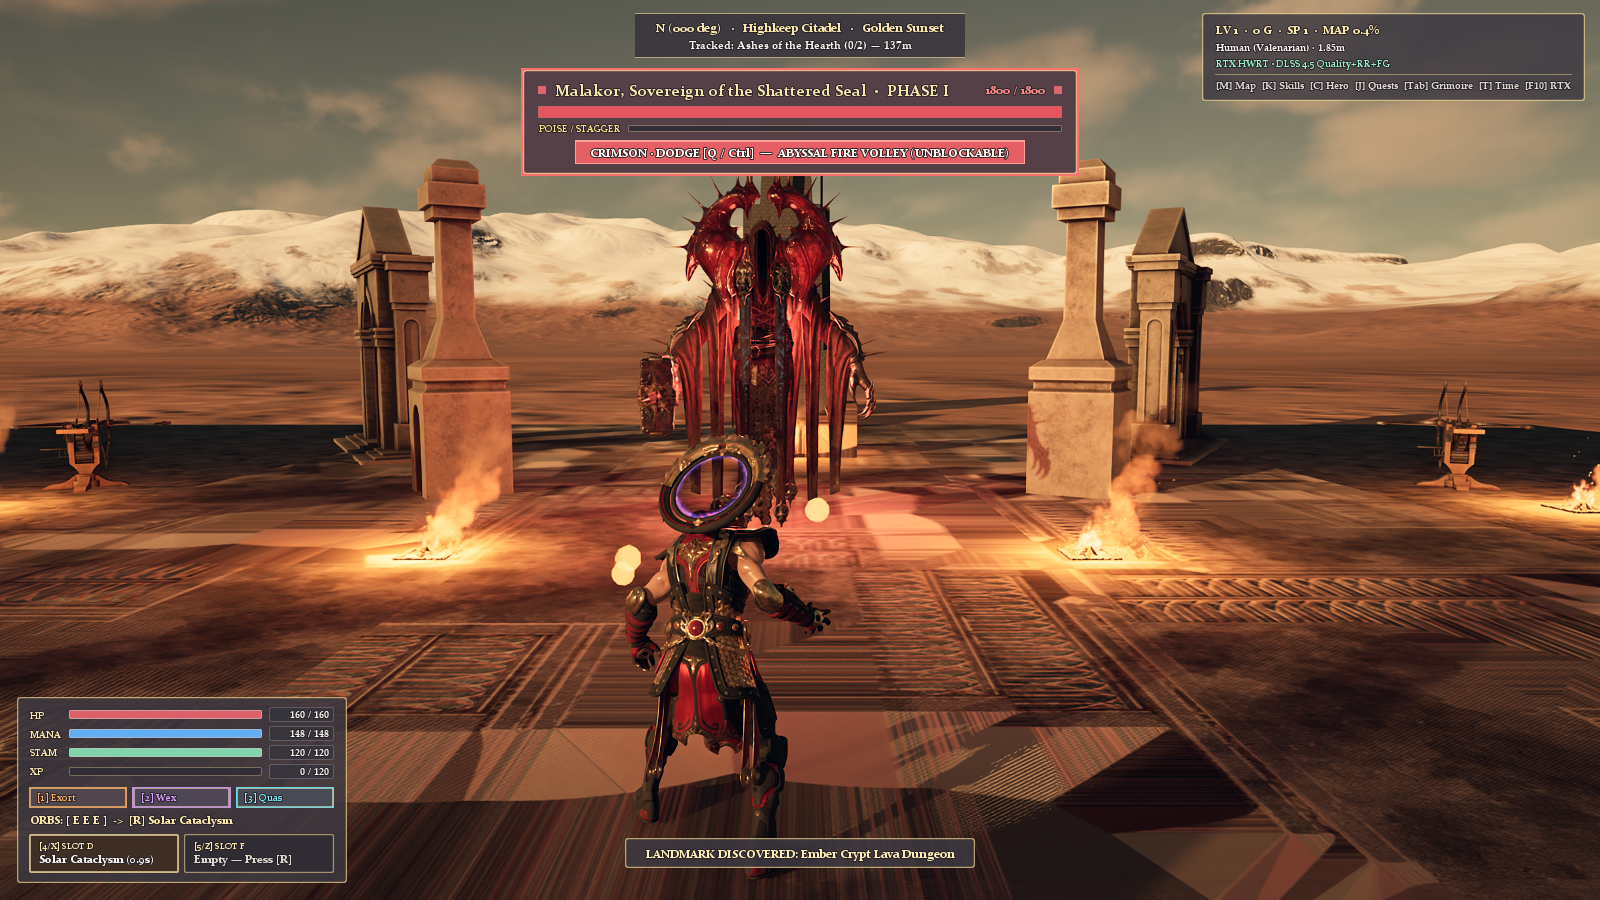 N (000 deg) · Highkeep Citadel · Golden Sunset
Tracked: Ashes of the Hearth (0/2) — 137m
LV 1 · 0 G · SP 1 · MAP 0.4%
Human (Valenarian) · 1.85m
RTX HWRT · DLSS 4.5 Quality+RR+FG
[M] Map [K] Skills [C] Hero [J] Quests [Tab] Grimoire [T] Time [F10] RTX
Malakor, Sovereign of the Shattered Seal · PHASE I 1800 / 1800
POISE / STAGGER
CRIMSON · DODGE [Q / Ctrl] — ABYSSAL FIRE VOLLEY (UNBLOCKABLE)
HP 160 / 160
MANA 148 / 148
STAM 120 / 120
XP 0 / 120
[1] Exort [2] Wex [3] Quas
ORBS: [ E E E ] -> [R] Solar Cataclysm
[4/X] SLOT D
Solar Cataclysm (0.9s)
[5/Z] SLOT F
Empty — Press [R]
LANDMARK DISCOVERED: Ember Crypt Lava Dungeon